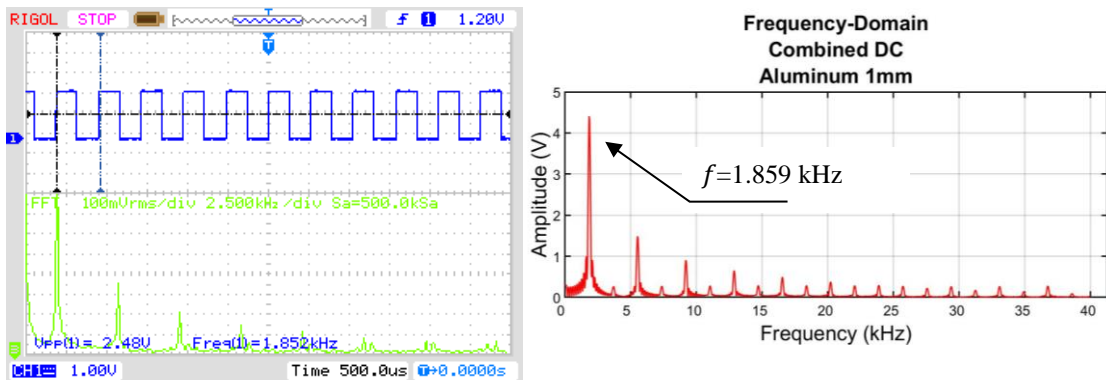 RIGOL STOP T 1 1.20V
T
1
FFT 100mVrms/div 2.500kHz/div Sa=500.0kSa
Vpp(1)= 2.48V Freq(1)=1.852kHz
CH1 1.00V Time 500.0us T→0.0000s
Frequency-Domain
Combined DC
Aluminum 1mm
Amplitude (V)
5
4
3
2
1
0
f=1.859 kHz
0 5 10 15 20 25 30 35 40
Frequency (kHz)